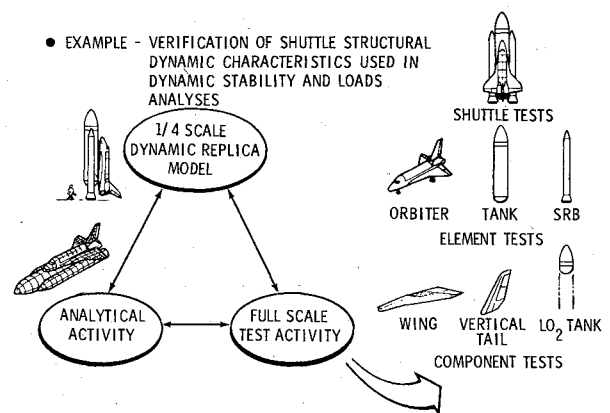 ● EXAMPLE - VERIFICATION OF SHUTTLE STRUCTURAL
DYNAMIC CHARACTERISTICS USED IN
DYNAMIC STABILITY AND LOADS
ANALYSES
1/4 SCALE
DYNAMIC REPLICA
MODEL
ANALYTICAL
ACTIVITY
FULL SCALE
TEST ACTIVITY
SHUTTLE TESTS
ORBITER TANK SRB
ELEMENT TESTS
WING VERTICAL TAIL LO2 TANK
COMPONENT TESTS